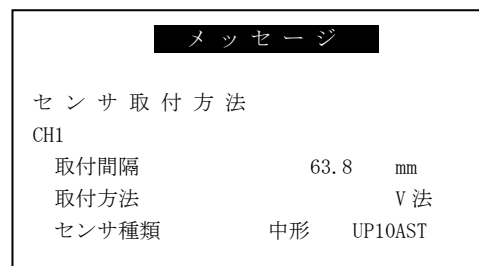 メッセージ
センサ取付方法
CH1
取付間隔 63.8 mm
取付方法 V法
センサ種類 中形 UP10AST